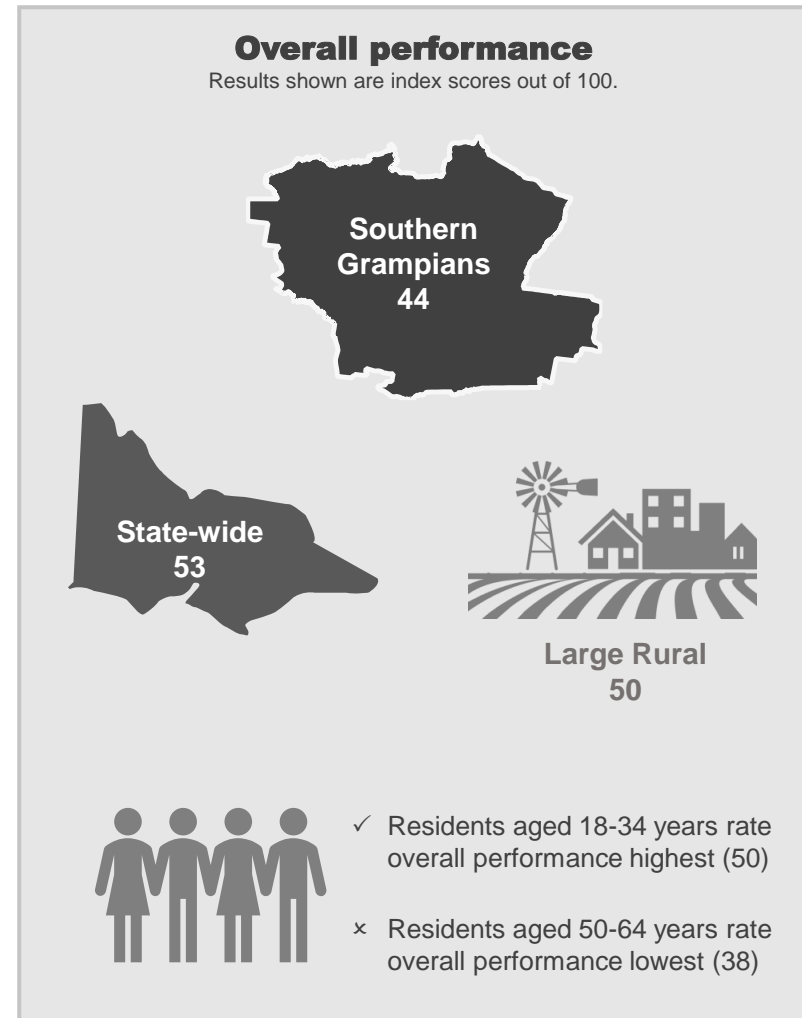 Overall performance
Results shown are index scores out of 100.
Southern
Grampians
44
State-wide
53
Large Rural
50
✓ Residents aged 18-34 years rate
overall performance highest (50)
× Residents aged 50-64 years rate
overall performance lowest (38)